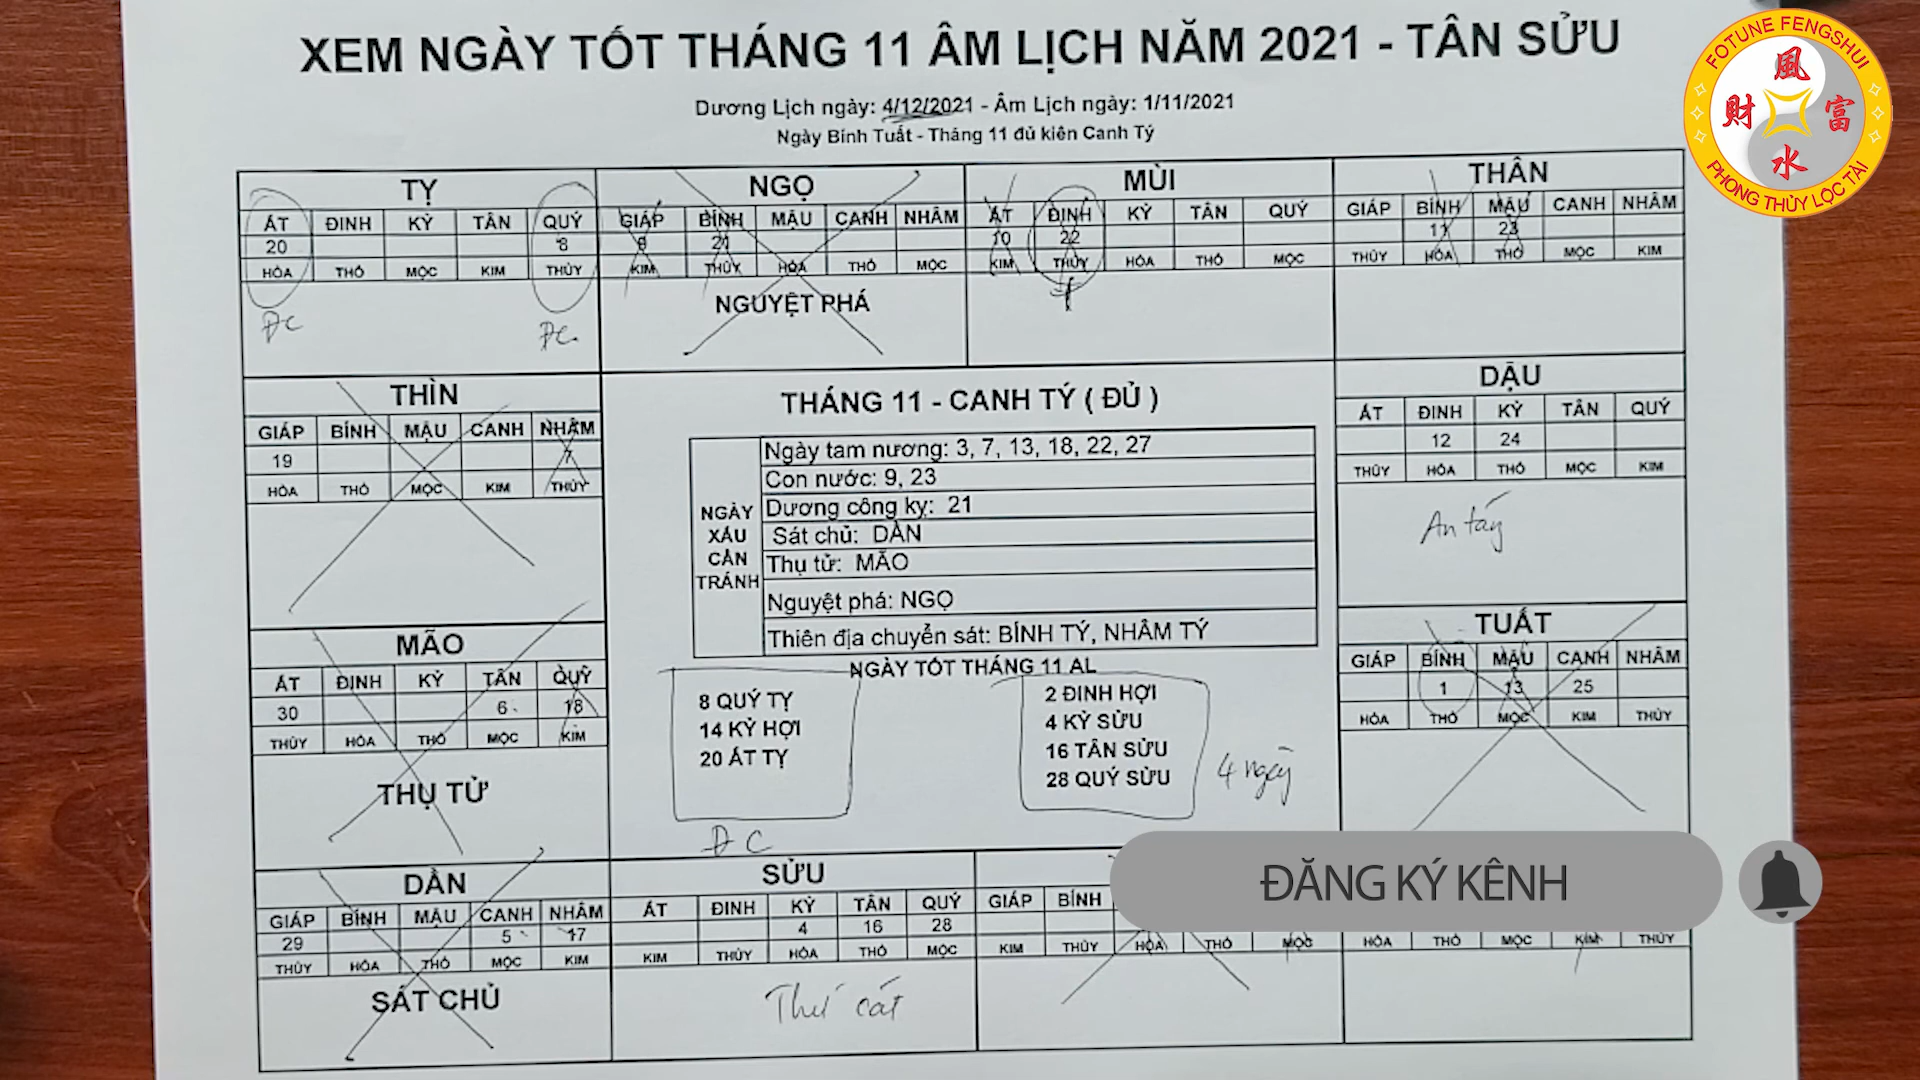 XEM NGÀY TỐT THÁNG 11 ÂM LỊCH NĂM 2021 - TÂN SỬU
FOTUNE FENGSHUI
風
財 富
水
PHONG THỦY LỘC TÀI
Dương Lịch ngày: 4/12/2021 - Âm Lịch ngày: 1/11/2021
Ngày Bính Tuất - Tháng 11 đủ kiên Canh Tý
TỴ
ẤT ĐINH KỶ TÂN QUÝ
20 8
HỎA THỔ MỘC KIM THỦY
ĐC ĐC
NGỌ
GIÁP BÍNH MẬU CANH NHÂM
9 21
KIM THỦY HỎA THỔ MỘC
NGUYỆT PHÁ
MÙI
ẤT ĐINH KỶ TÂN QUÝ
10 22
KIM THỦY HỎA THỔ MỘC
THÂN
GIÁP BÍNH MẬU CANH NHÂM
11 23
THỦY HỎA THỔ MỘC KIM
THÌN
GIÁP BÍNH MẬU CANH NHÂM
19 7
HỎA THỔ MỘC KIM THỦY
THÁNG 11 - CANH TÝ ( ĐỦ )
NGÀY XẤU CẦN TRÁNH
Ngày tam nương: 3, 7, 13, 18, 22, 27
Con nước: 9, 23
Dương công kỵ: 21
Sát chủ: DẦN
Thụ tử: MÃO
Nguyệt phá: NGỌ
Thiên địa chuyển sát: BÍNH TÝ, NHÂM TÝ
NGÀY TỐT THÁNG 11 AL
8 QUÝ TỴ
14 KỶ HỢI
20 ẤT TỴ
ĐC
2 ĐINH HỢI
4 KỶ SỬU
16 TÂN SỬU
28 QUÝ SỬU
4 ngày
DẬU
ẤT ĐINH KỶ TÂN QUÝ
12 24
THỦY HỎA THỔ MỘC KIM
An táng
MÃO
ẤT ĐINH KỶ TÂN QUÝ
30 6 18
THỦY HỎA THỔ MỘC KIM
THỤ TỬ
TUẤT
GIÁP BÍNH MẬU CANH NHÂM
1 13 25
HỎA THỔ MỘC KIM THỦY
DẦN
GIÁP BÍNH MẬU CANH NHÂM
29 5 17
THỦY HỎA THỔ MỘC KIM
SÁT CHỦ
SỬU
ẤT ĐINH KỶ TÂN QUÝ
4 16 28
KIM THỦY HỎA THỔ MỘC
Thứ cát
GIÁP BÍNH
KIM THỦY HỎA THỔ MỘC
HỎA THỔ MỘC KIM THỦY
ĐĂNG KÝ KÊNH